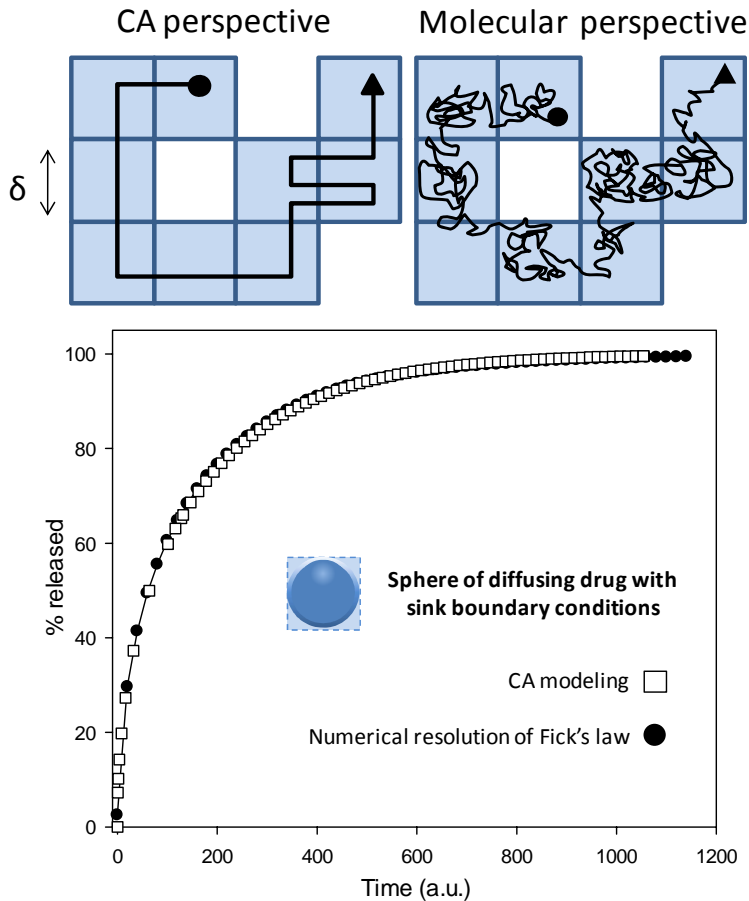 CA perspective
Molecular perspective
δ
100
80
60
40
20
0
% released
Sphere of diffusing drug with
sink boundary conditions
CA modeling
Numerical resolution of Fick's law
0 200 400 600 800 1000 1200
Time (a.u.)